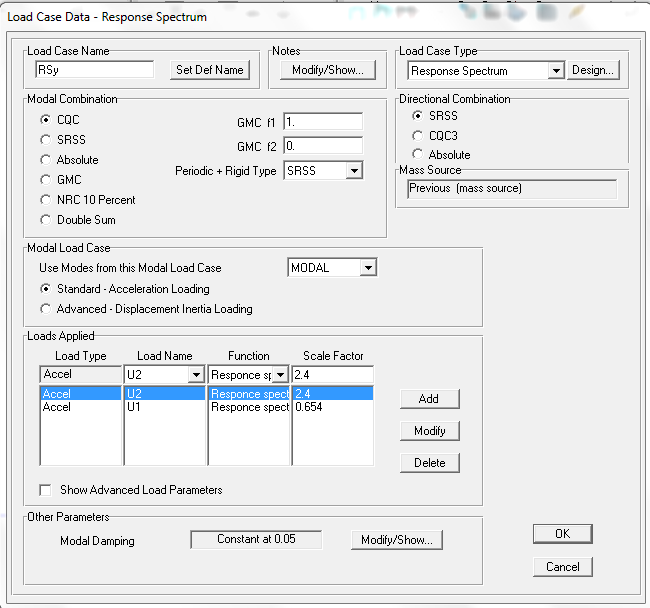 Load Case Data - Response Spectrum
Load Case Name
Notes
Load Case Type
RSy
Set Def Name
Modify/Show...
Response Spectrum
Design...
Modal Combination
Directional Combination
CQC
GMC f1
1.
SRSS
SRSS
GMC f2
0.
CQC3
Absolute
Periodic + Rigid Type
SRSS
Absolute
GMC
Mass Source
NRC 10 Percent
Previous (mass source)
Double Sum
Modal Load Case
Use Modes from this Modal Load Case
MODAL
Standard - Acceleration Loading
Advanced - Displacement Inertia Loading
Loads Applied
Load Type Load Name Function Scale Factor
Accel U2 Responce sp 2.4
Accel U2 Responce spect 2.4
Accel U1 Responce spect 0.654
Add
Modify
Delete
Show Advanced Load Parameters
Other Parameters
Modal Damping
Constant at 0.05
Modify/Show...
OK
Cancel